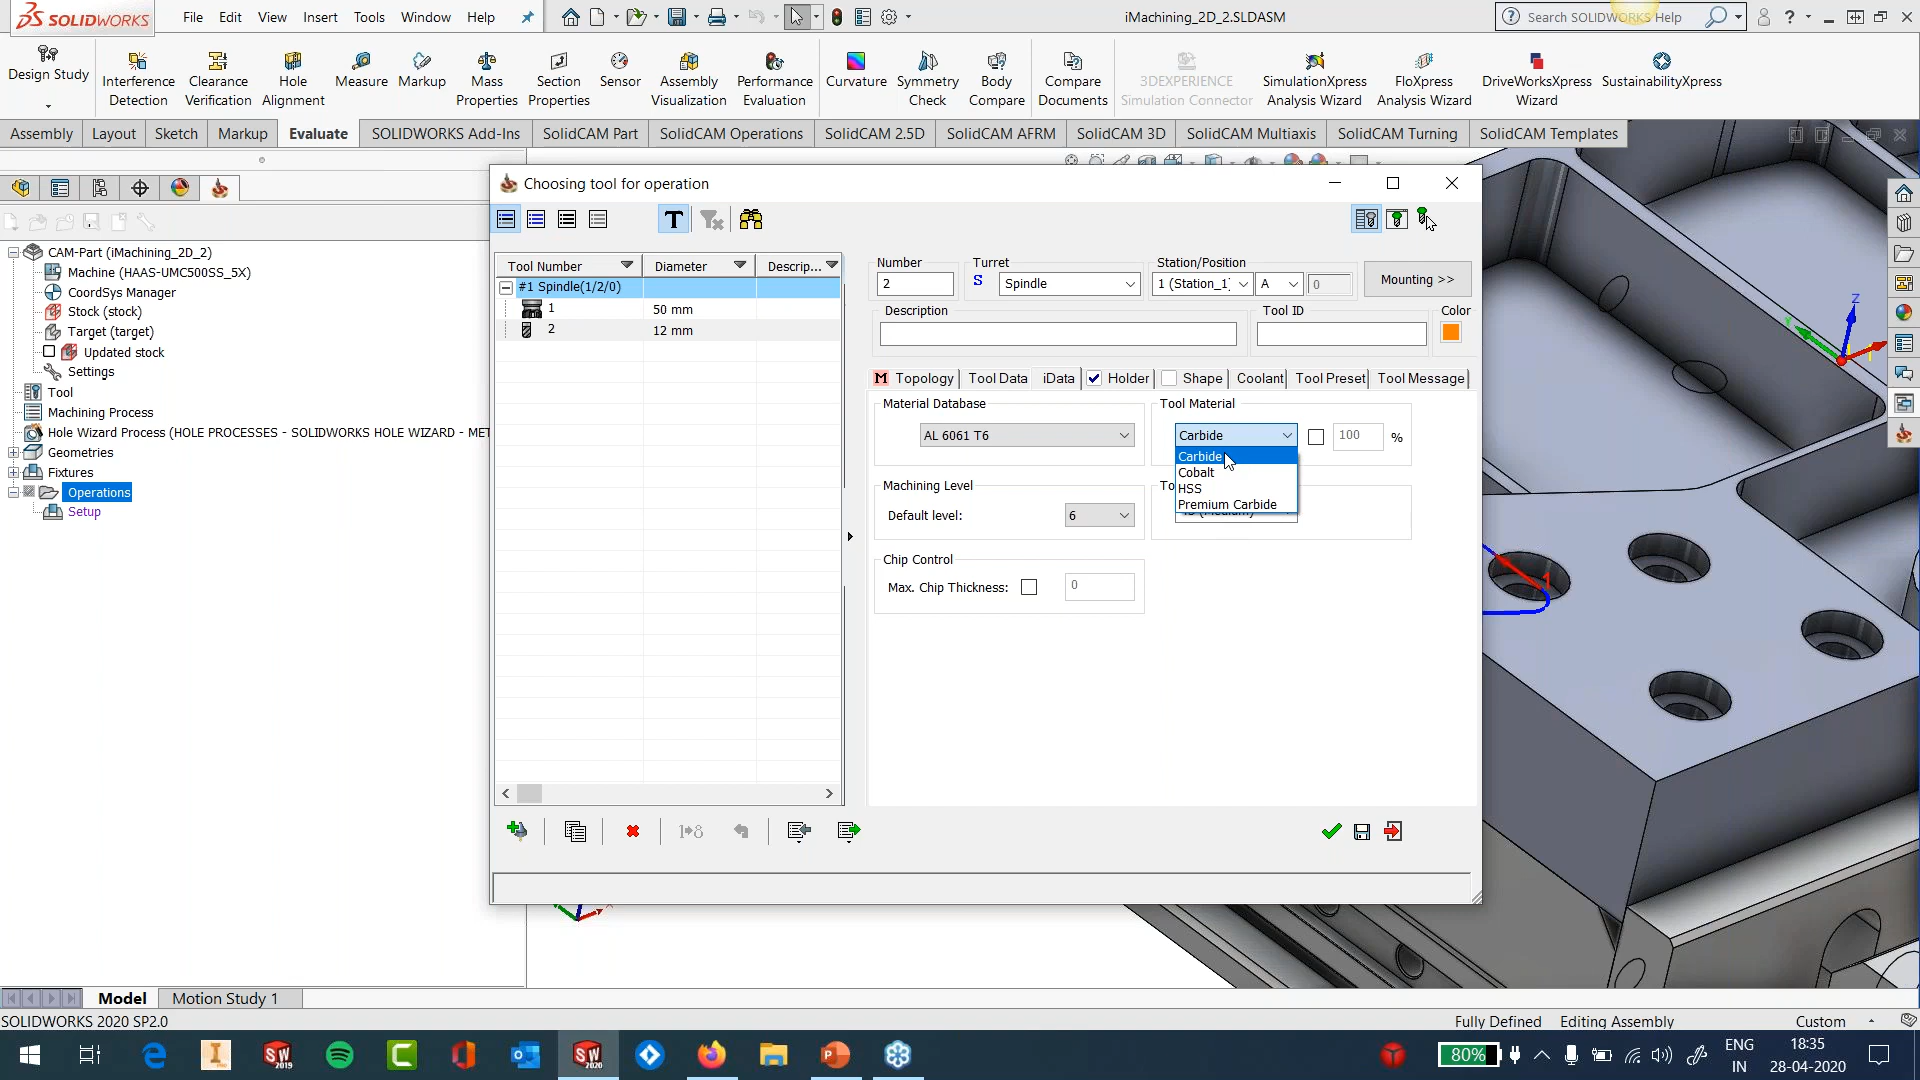 SOLIDWORKS File Edit View Insert Tools Window Help iMachining_2D_2.SLDASM Search SOLIDWORKS Help
Design Study
Interference Detection
Clearance Verification
Hole Alignment
Measure
Markup
Mass Properties
Section Properties
Sensor
Assembly Visualization
Performance Evaluation
Curvature
Symmetry Check
Body Compare
Compare Documents
3DEXPERIENCE Simulation Connector
SimulationXpress Analysis Wizard
FloXpress Analysis Wizard
DriveWorksXpress Wizard
SustainabilityXpress
Assembly Layout Sketch Markup Evaluate SOLIDWORKS Add-Ins SolidCAM Part SolidCAM Operations SolidCAM 2.5D SolidCAM AFRM SolidCAM 3D SolidCAM Multiaxis SolidCAM Turning SolidCAM Templates
CAM-Part (iMachining_2D_2)
Machine (HAAS-UMC500SS_5X)
CoordSys Manager
Stock (stock)
Target (target)
Updated stock
Settings
Tool
Machining Process
Hole Wizard Process (HOLE PROCESSES - SOLIDWORKS HOLE WIZARD - MET
Geometries
Fixtures
Operations
Setup
Choosing tool for operation
T
Tool Number Diameter Descrip...
#1 Spindle(1/2/0)
1 50 mm
2 12 mm
Number Turret Station/Position
2 S Spindle 1 (Station_1) A 0 Mounting >>
Description Tool ID Color
M Topology Tool Data iData Holder Shape Coolant Tool Preset Tool Message
Material Database Tool Material
AL 6061 T6 Carbide 100 %
Carbide
Cobalt
HSS
Premium Carbide
Machining Level To
Default level: 6
Chip Control
Max. Chip Thickness: 0
Z
Y
1
Model Motion Study 1
SOLIDWORKS 2020 SP2.0 Fully Defined Editing Assembly Custom
SW 2019 SW 2020 80% ENG IN 18:35 28-04-2020